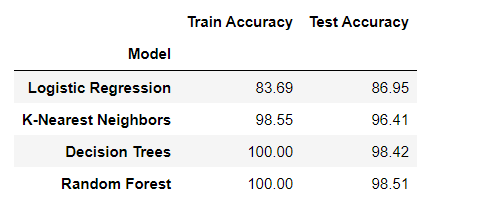 Train Accuracy Test Accuracy
Model
Logistic Regression 83.69 86.95
K-Nearest Neighbors 98.55 96.41
Decision Trees 100.00 98.42
Random Forest 100.00 98.51